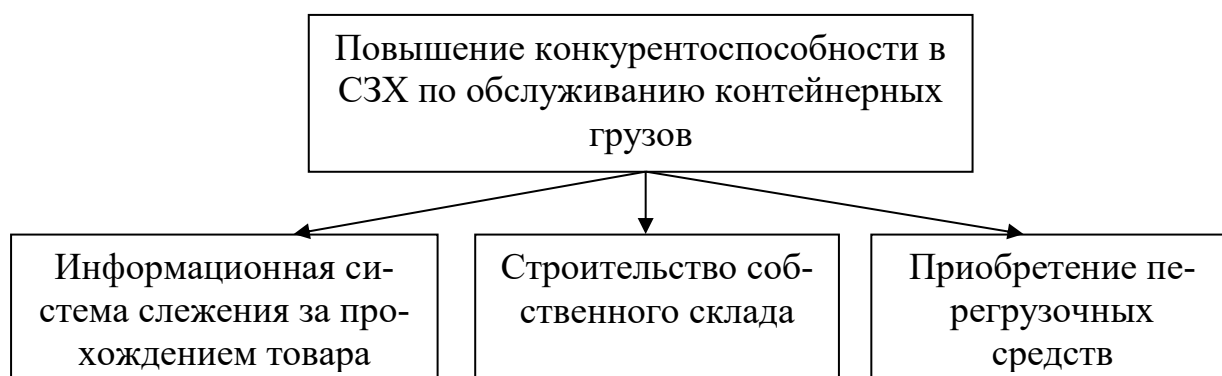 Повышение конкурентоспособности в
СЗХ по обслуживанию контейнерных
грузов
Информационная си-
стема слежения за про-
хождением товара
Строительство соб-
ственного склада
Приобретение пе-
регрузочных
средств